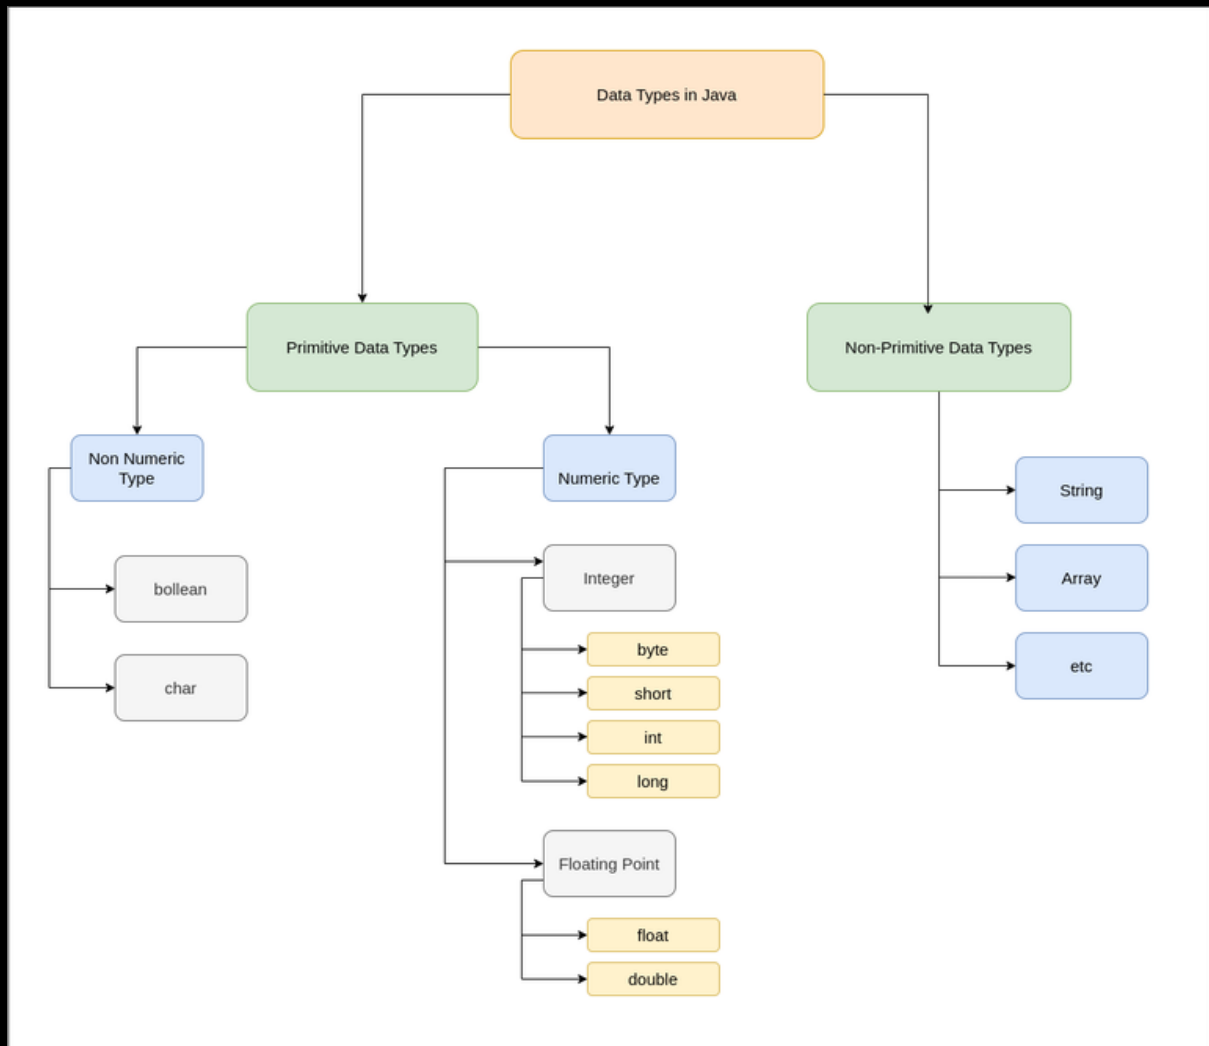 Data Types in Java
Primitive Data Types
Non-Primitive Data Types
Non Numeric
Type
Numeric Type
String
Array
etc
bollean
char
Integer
byte
short
int
long
Floating Point
float
double